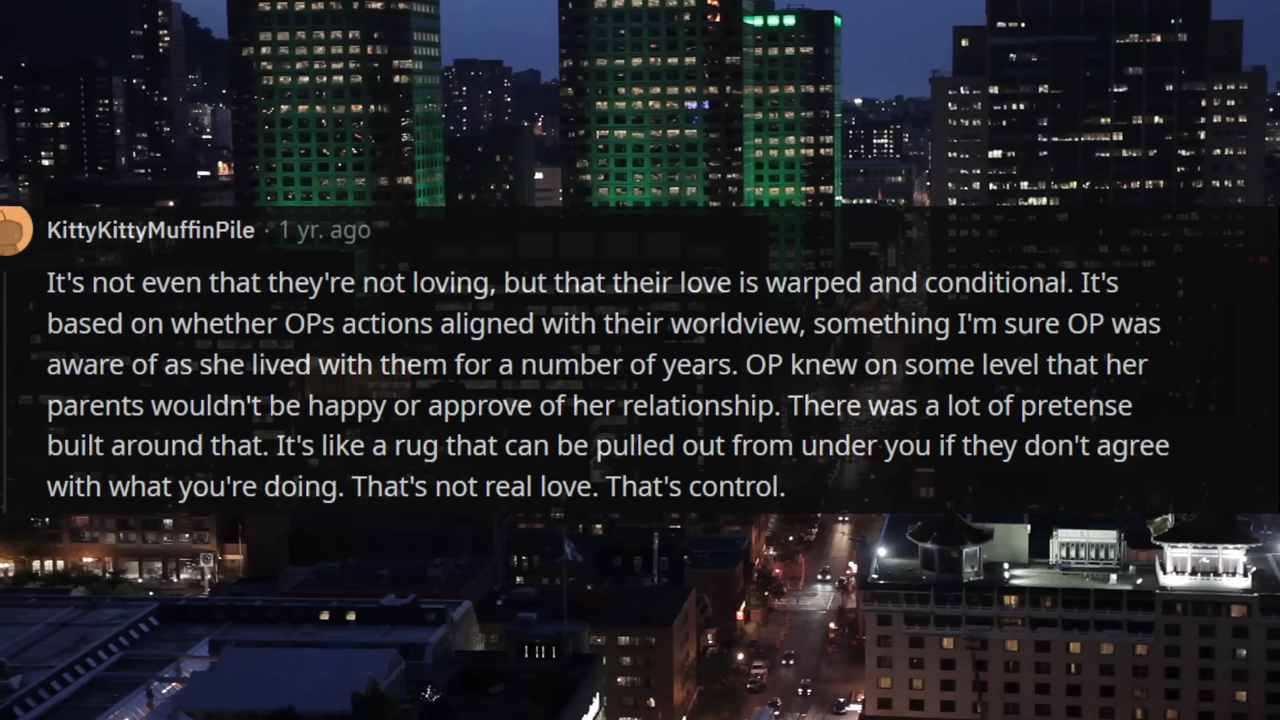 KittyKittyMuffinPile · 1 yr. ago
It's not even that they're not loving, but that their love is warped and conditional. It's
based on whether OPs actions aligned with their worldview, something I'm sure OP was
aware of as she lived with them for a number of years. OP knew on some level that her
parents wouldn't be happy or approve of her relationship. There was a lot of pretense
built around that. It's like a rug that can be pulled out from under you if they don't agree
with what you're doing. That's not real love. That's control.